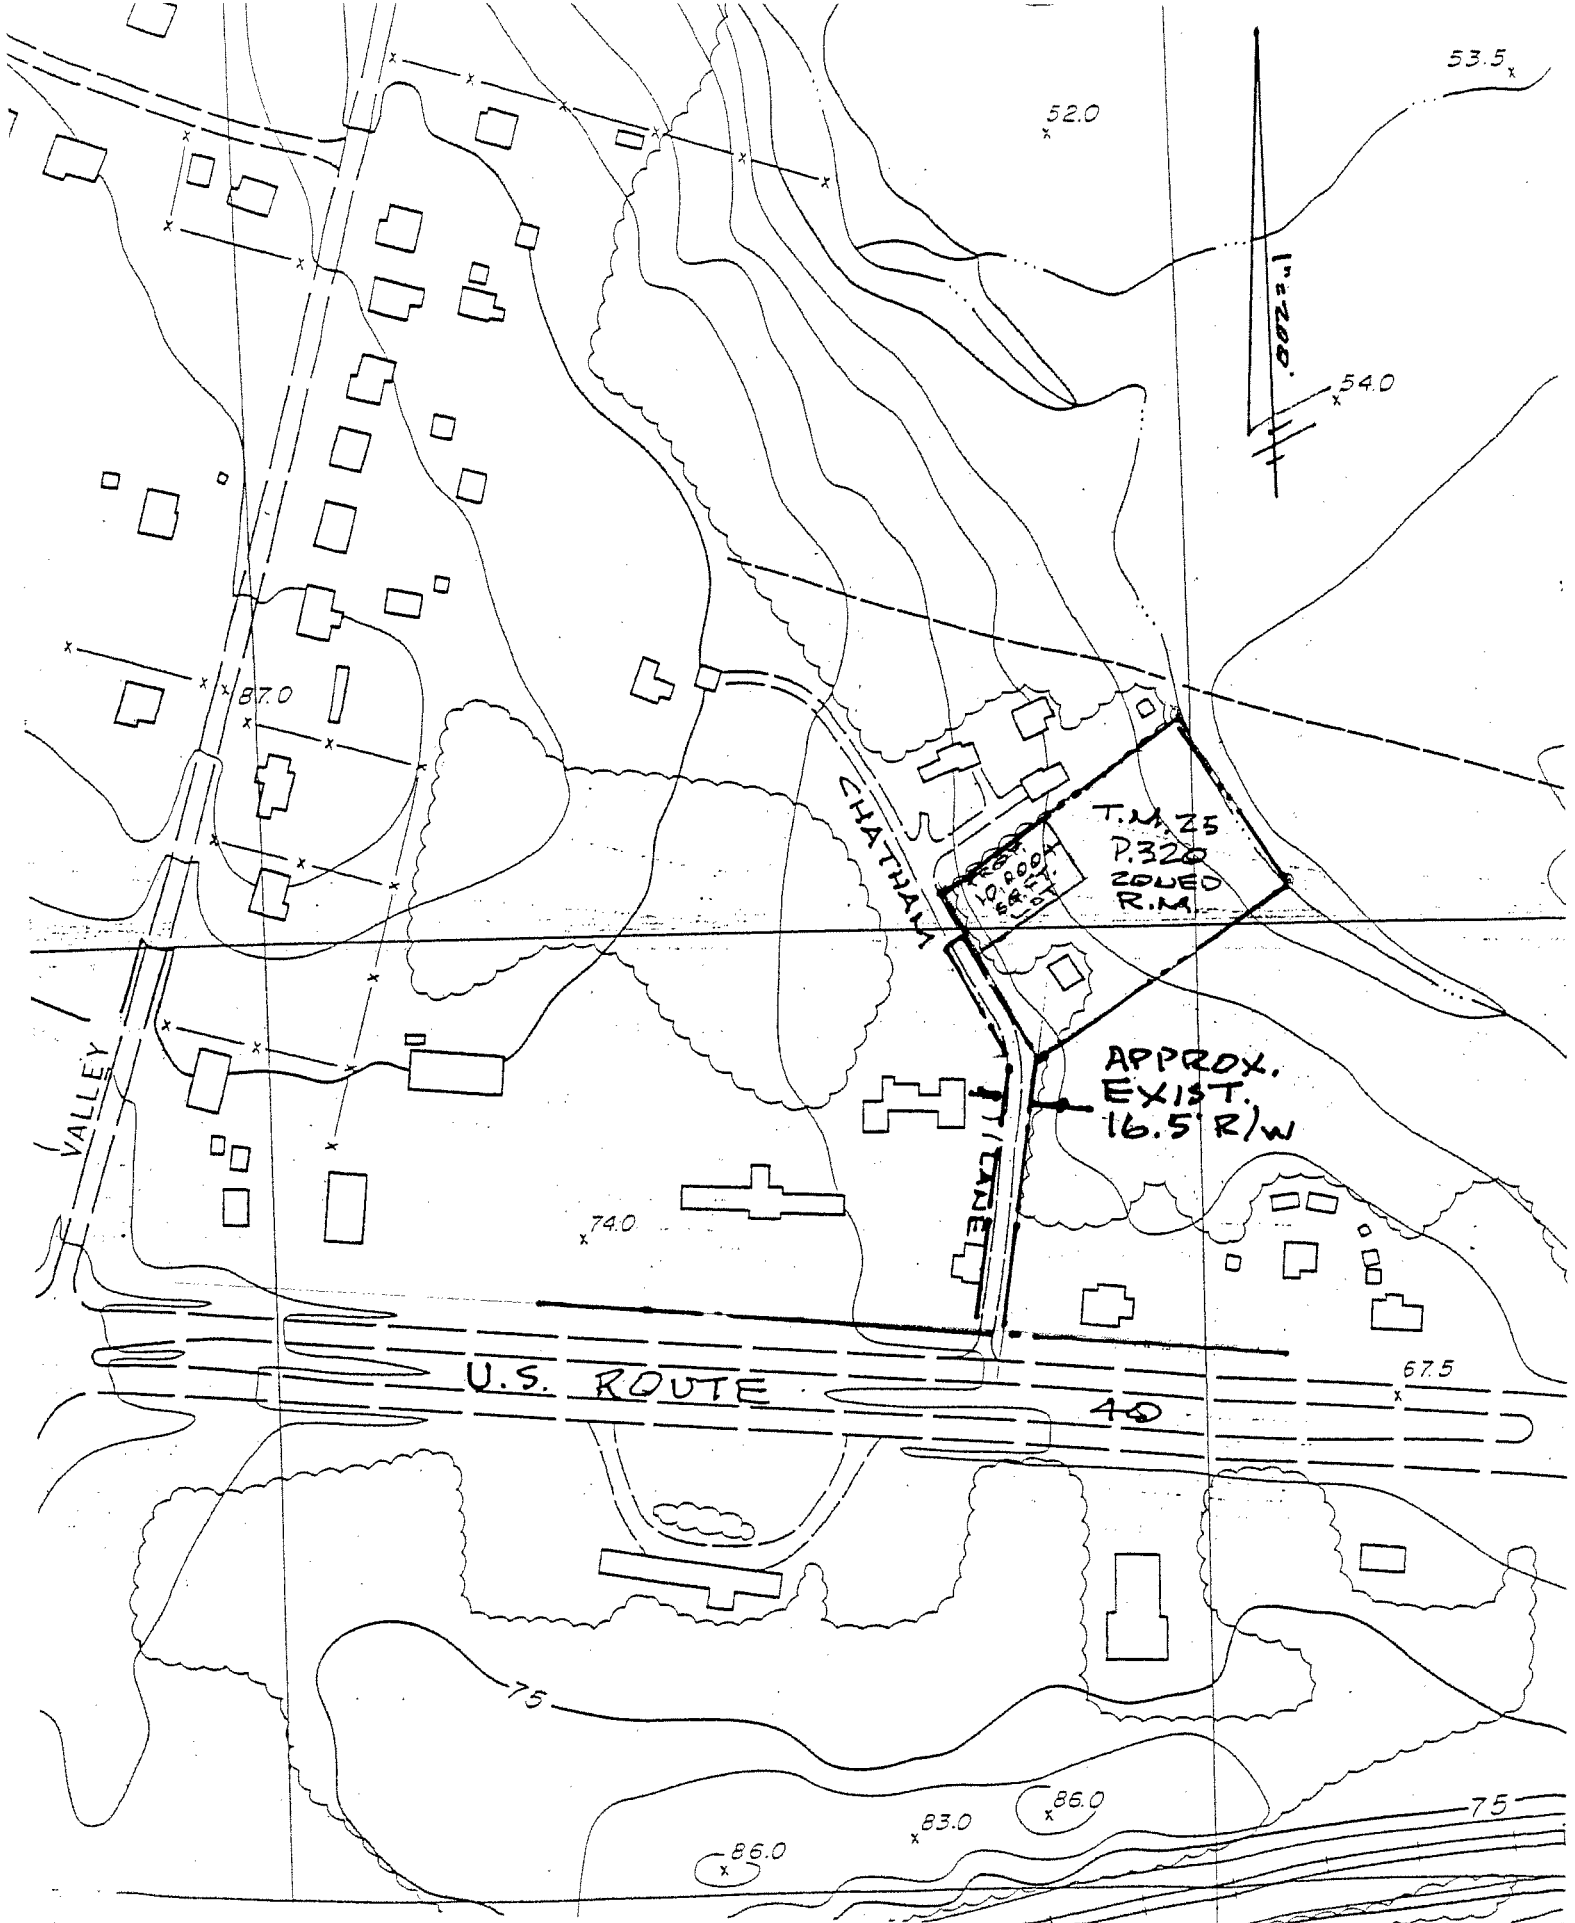 53.5
52.0
1"=200'
54.0
87.0
CHATHAM
T.M. 25
P.320
ZONED
R.M.
PROP.
10,000±
SQ. FT.
LOT
APPROX.
EXIST.
16.5' R/W
VALLEY
LANE
74.0
67.5
U.S. ROUTE 40
75
86.0
83.0
75
86.0